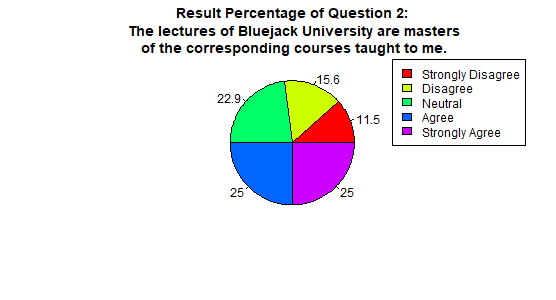 Result Percentage of Question 2:
The lectures of Bluejack University are masters
of the corresponding courses taught to me.
Strongly Disagree
Disagree
Neutral
Agree
Strongly Agree
15.6
22.9
11.5
25
25